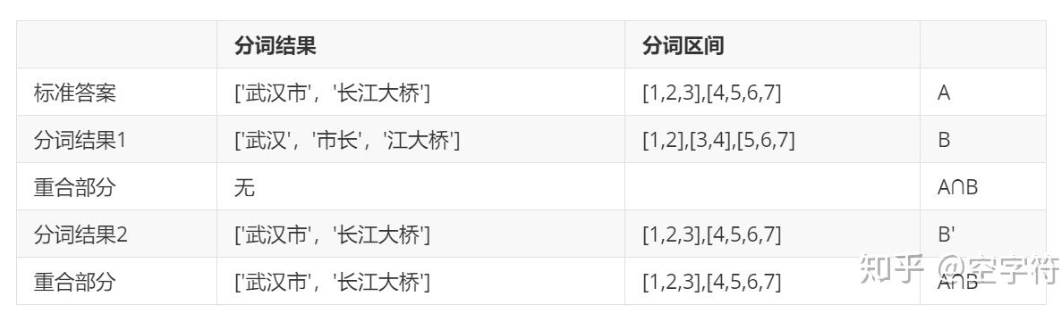 分词结果 分词区间
标准答案 ['武汉市', '长江大桥'] [1,2,3],[4,5,6,7] A
分词结果1 ['武汉', '市长', '江大桥'] [1,2],[3,4],[5,6,7] B
重合部分 无 A∩B
分词结果2 ['武汉市', '长江大桥'] [1,2,3],[4,5,6,7] B'
重合部分 ['武汉市', '长江大桥'] [1,2,3],[4,5,6,7] A∩B
知乎 @空字符